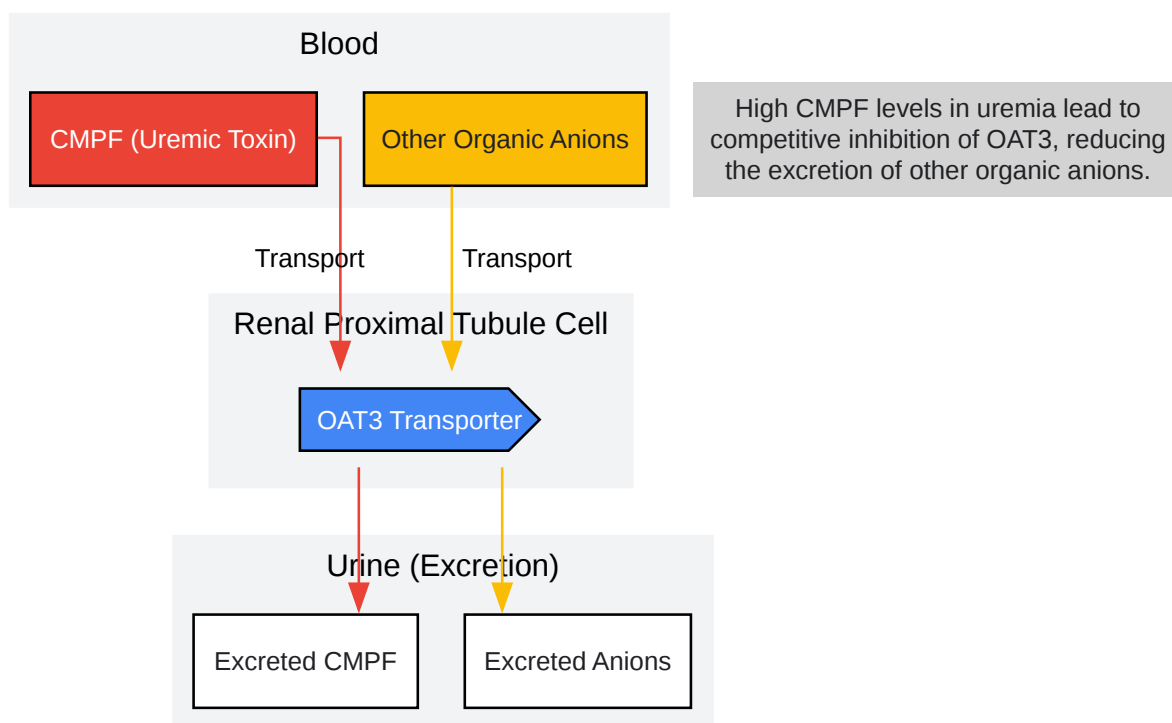 Blood
CMPF (Uremic Toxin)
Other Organic Anions
High CMPF levels in uremia lead to
competitive inhibition of OAT3, reducing
the excretion of other organic anions.
Transport
Transport
Renal Proximal Tubule Cell
OAT3 Transporter
Urine (Excretion)
Excreted CMPF
Excreted Anions